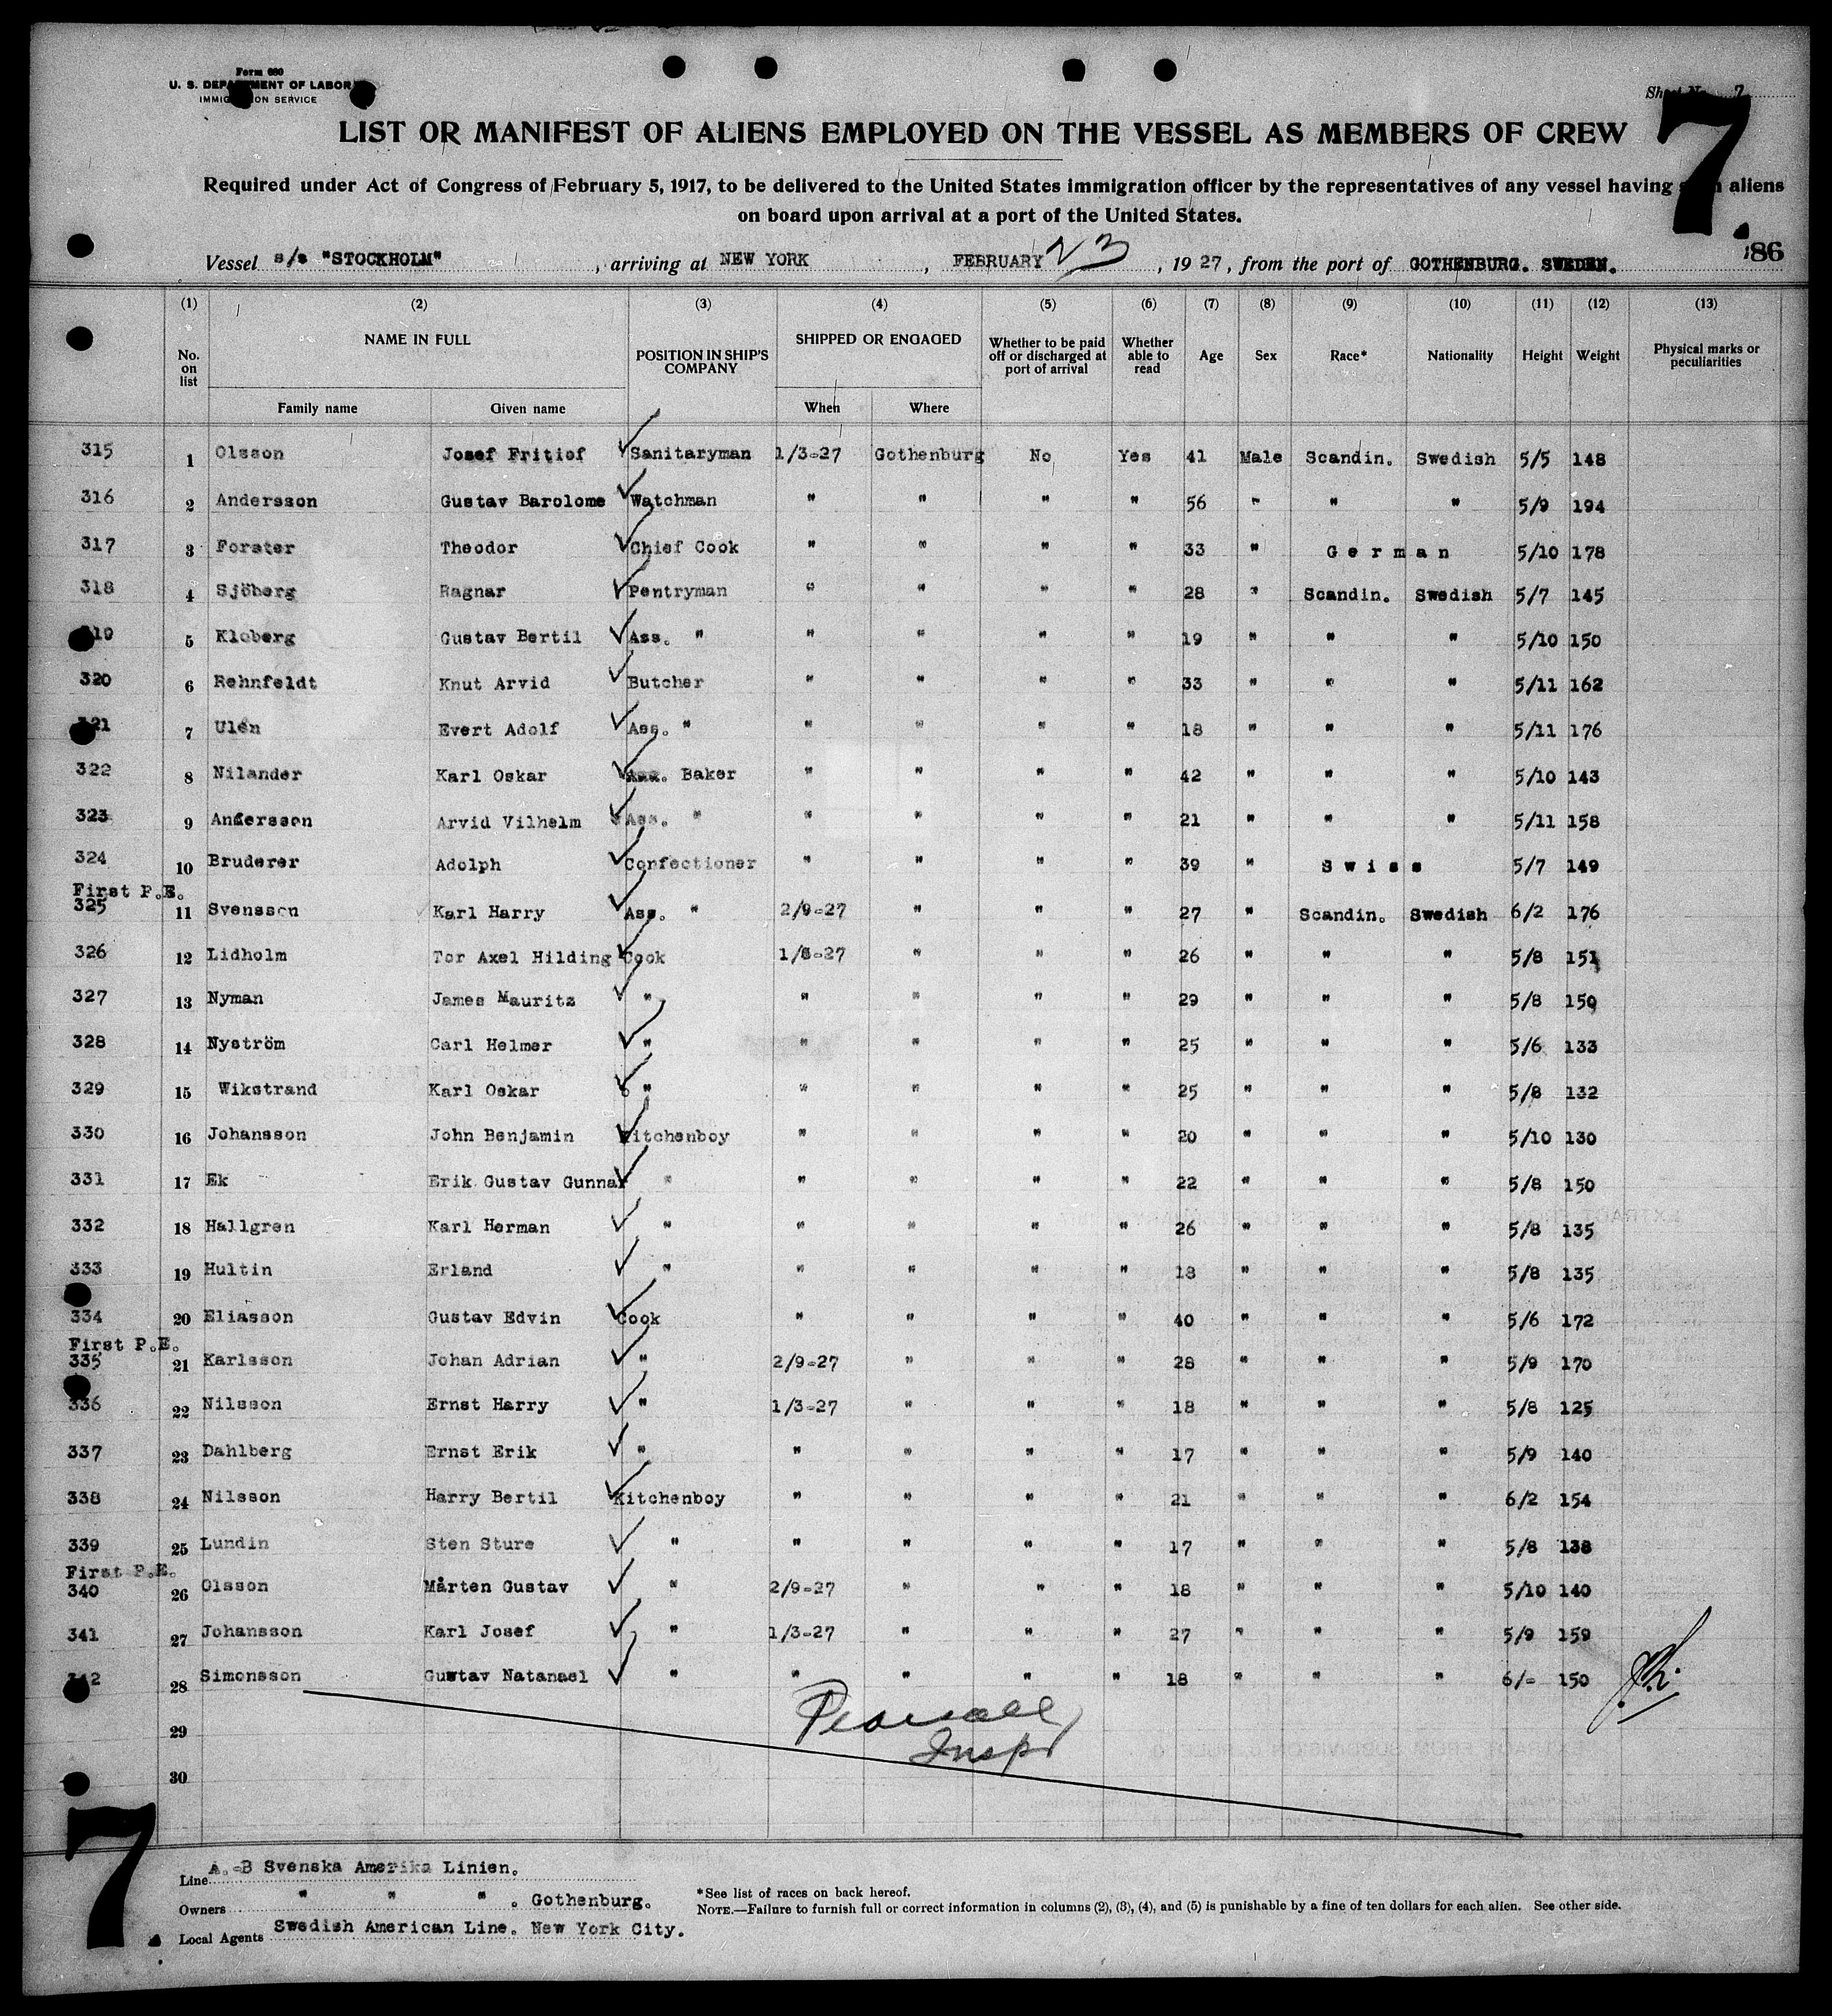 Form 680
U. S. DEPARTMENT OF LABOR
IMMIGRATION SERVICE
Sheet No. 7
7.
LIST OR MANIFEST OF ALIENS EMPLOYED ON THE VESSEL AS MEMBERS OF CREW
Required under Act of Congress of February 5, 1917, to be delivered to the United States immigration officer by the representatives of any vessel having such aliens
on board upon arrival at a port of the United States.
186
Vessel s/s "STOCKHOLM", arriving at NEW YORK, FEBRUARY 23, 1927, from the port of GOTHENBURG. SWEDEN.
(1) (2) (3) (4) (5) (6) (7) (8) (9) (10) (11) (12) (13)
No. on list NAME IN FULL Family name Given name POSITION IN SHIP'S COMPANY SHIPPED OR ENGAGED When Where Whether to be paid off or discharged at port of arrival Whether able to read Age Sex Race* Nationality Height Weight Physical marks or peculiarities
315 1 Olsson Josef Fritiof Sanitaryman 1/3-27 Gothenburg No Yes 41 Male Scandin. Swedish 5/5 148
316 2 Andersson Gustav Barolome Watchman " " " " 56 " " " 5/9 194
317 3 Forster Theodor Chief Cook " " " " 33 " German 5/10 178
318 4 Sjöberg Ragnar Pentryman " " " " 28 " Scandin. Swedish 5/7 145
319 5 Kloberg Gustav Bertil Ass. " " " " " 19 " " " 5/10 150
320 6 Rehnfeldt Knut Arvid Butcher " " " " 33 " " " 5/11 162
321 7 Ulén Evert Adolf Ass. " " " " " 18 " " " 5/11 176
322 8 Nilander Karl Oskar Baker " " " " 42 " " " 5/10 143
323 9 Andersson Arvid Vilhelm Ass. " " " " " 21 " " " 5/11 158
324 10 Bruderer Adolph Confectioner " " " " 39 " Swiss 5/7 149
First P.E.
325 11 Svensson Karl Harry Ass. " 2/9-27 " " " 27 " Scandin. Swedish 6/2 176
326 12 Lidholm Tor Axel Hilding Cook 1/3-27 " " " 26 " " " 5/8 151
327 13 Nyman James Mauritz " " " " " 29 " " " 5/8 150
328 14 Nyström Carl Helmer " " " " " 25 " " " 5/6 133
329 15 Wikstrand Karl Oskar " " " " " 25 " " " 5/8 132
330 16 Johansson John Benjamin Kitchenboy " " " " 20 " " " 5/10 130
331 17 Ek Erik Gustav Gunnar " " " " " 22 " " " 5/8 150
332 18 Hallgren Karl Herman " " " " " 26 " " " 5/8 135
333 19 Hultin Erland " " " " " 18 " " " 5/8 135
334 20 Eliasson Gustav Edvin Cook " " " " 40 " " " 5/6 172
First P.E.
335 21 Karlsson Johan Adrian " 2/9-27 " " " 28 " " " 5/9 170
336 22 Nilsson Ernst Harry " 1/3-27 " " " 18 " " " 5/8 125
337 23 Dahlberg Ernst Erik " " " " " 17 " " " 5/9 140
338 24 Nilsson Harry Bertil Kitchenboy " " " " 21 " " " 6/2 154
339 25 Lundin Sten Sture " " " " " 17 " " " 5/8 138
First P.E.
340 26 Olsson Mårten Gustav " 2/9-27 " " " 18 " " " 5/10 140
341 27 Johansson Karl Josef " 1/3-27 " " " 27 " " " 5/9 159
342 28 Simonsson Gustav Natanael " " " " " 18 " " " 6/- 150
29
30
Pearsall
Inspr
7.
Line A.-B Svenska Amerika Linien.
Owners " " " . Gothenburg.
Local Agents Swedish American Line. New York City.
*See list of races on back hereof.
NOTE.—Failure to furnish full or correct information in columns (2), (3), (4), and (5) is punishable by a fine of ten dollars for each alien. See other side.